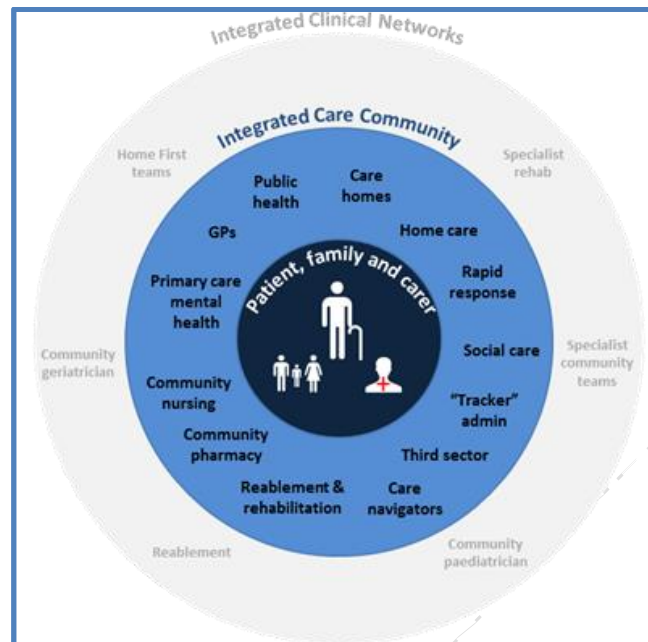 Integrated Clinical Networks
Integrated Care Community
Home First
teams
Specialist
rehab
Public
health
Care
homes
GPs
Home care
Patient, family and carer
Primary care
mental
health
Rapid
response
Community
geriatrician
Social care
Specialist
community
teams
Community
nursing
"Tracker"
admin
Community
pharmacy
Third sector
Reablement &
rehabilitation
Care
navigators
Reablement
Community
paediatrician